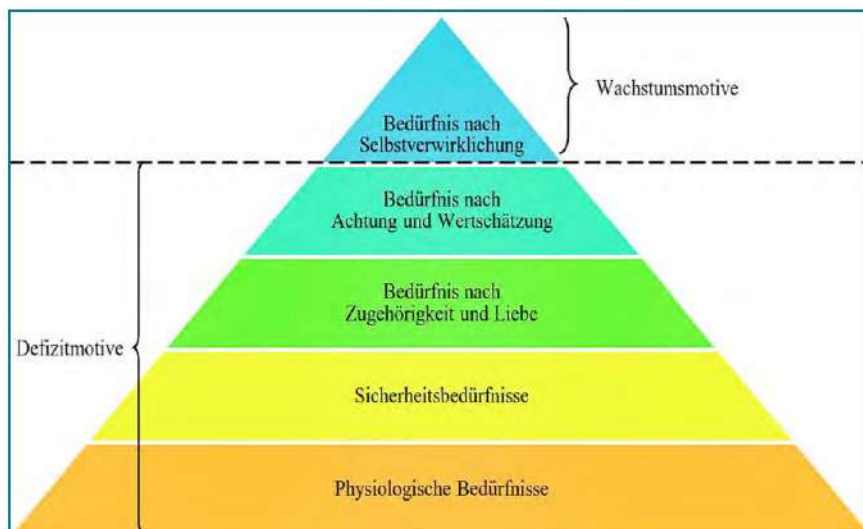 Wachstumsmotive
Bedürfnis nach
Selbstverwirklichung
Bedürfnis nach
Achtung und Wertschätzung
Bedürfnis nach
Zugehörigkeit und Liebe
Defizitmotive
Sicherheitsbedürfnisse
Physiologische Bedürfnisse